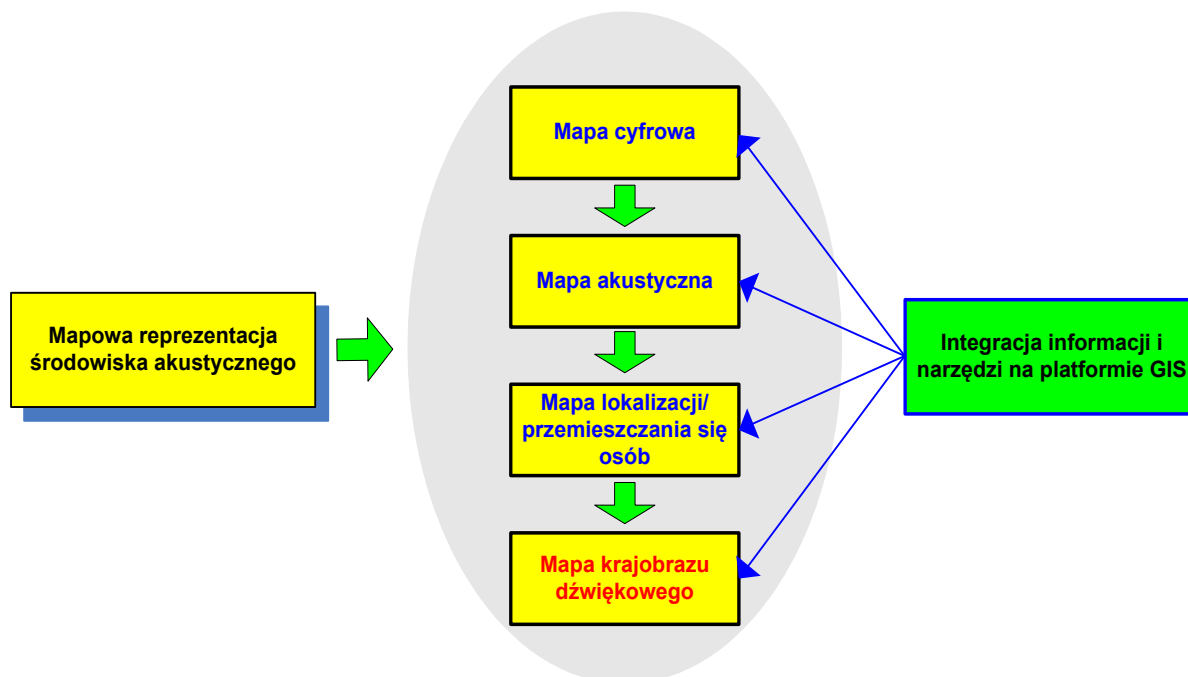 Mapowa reprezentacja
środowiska akustycznego
Mapa cyfrowa
Mapa akustyczna
Mapa lokalizacji/
przemieszczania się
osób
Mapa krajobrazu
dźwiękowego
Integracja informacji i
narzędzi na platformie GIS